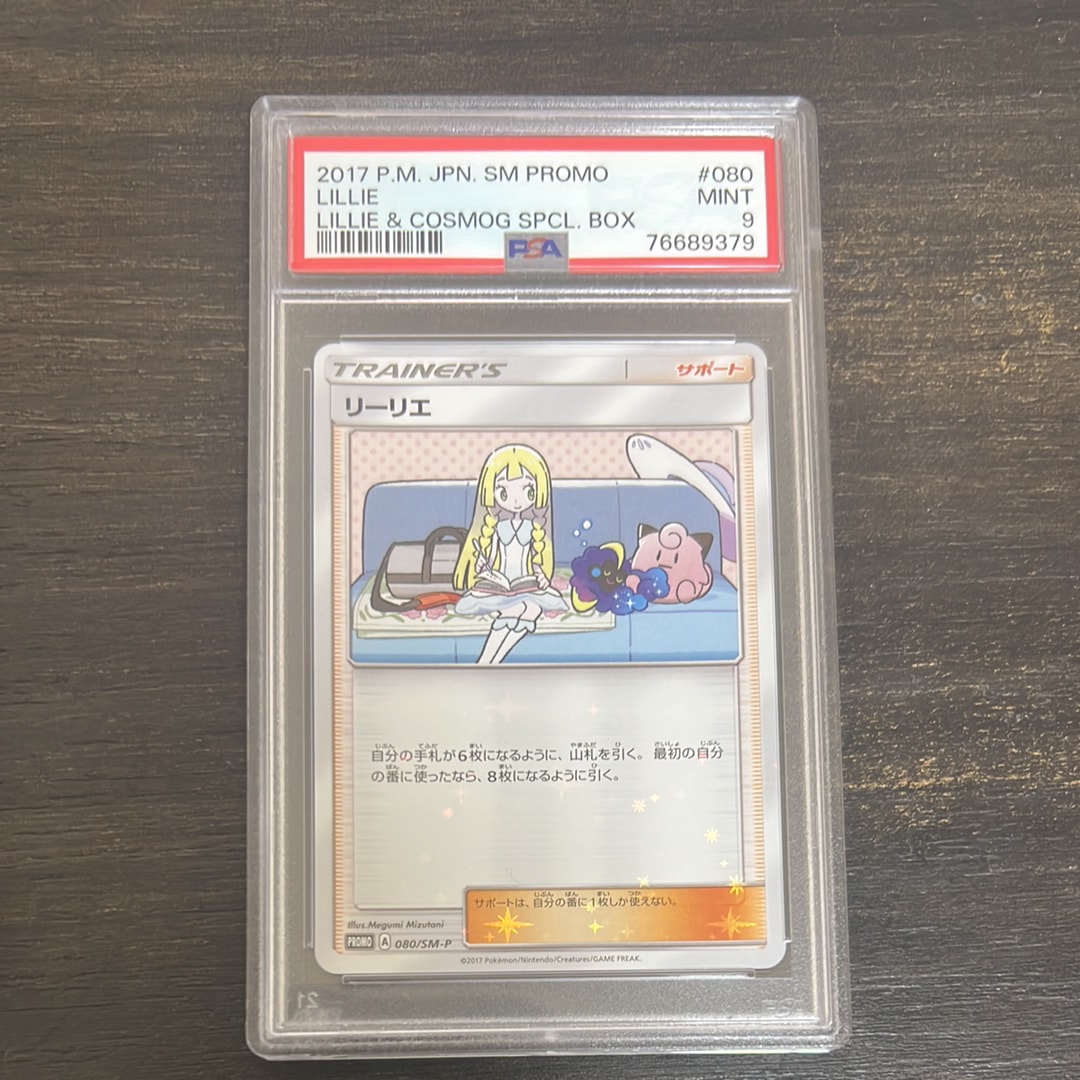 2017 P.M. JPN. SM PROMO #080
LILLIE MINT
LILLIE & COSMOG SPCL. BOX 9
PSA 76689379
TRAINER'S サポート
リーリエ
自分の手札が6枚になるように、山札を引く。最初の自分
の番に使ったなら、8枚になるように引く。
サポートは、自分の番に1枚しか使えない。
Illus.Megumi Mizutani
PROMO A 080/SM-P
©2017 Pokémon/Nintendo/Creatures/GAME FREAK.